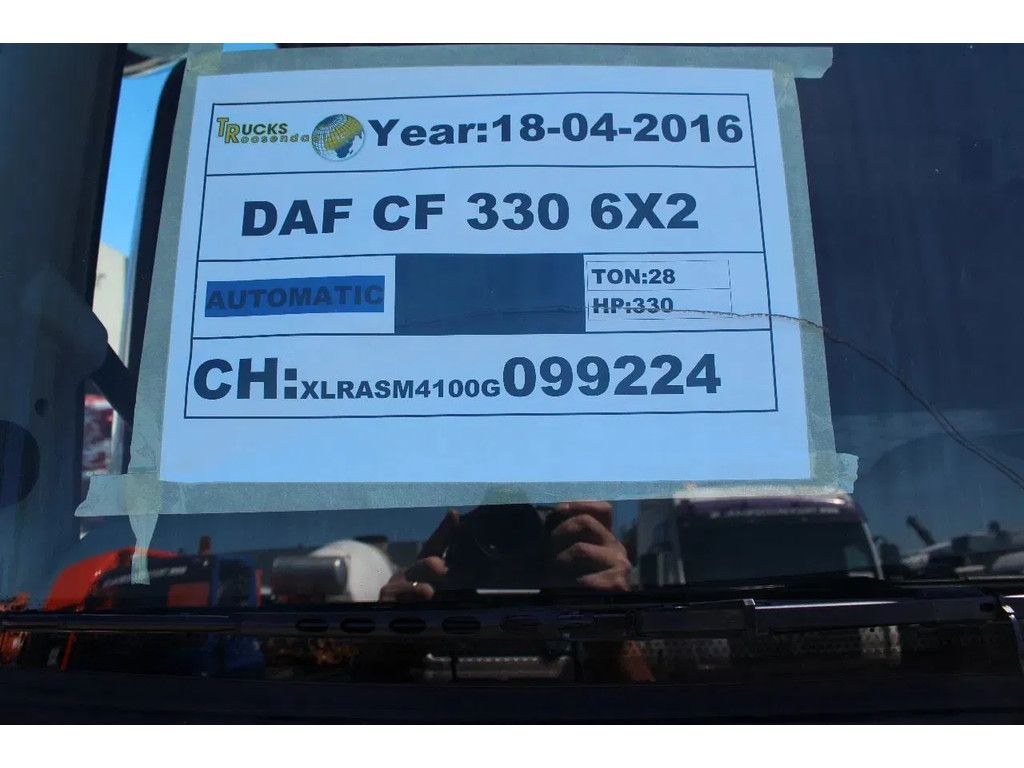 TRUCKS
Roosendaal
Year:18-04-2016
DAF CF 330 6X2
AUTOMATIC
TON:28
HP:330
CH:XLRASM4100G099224